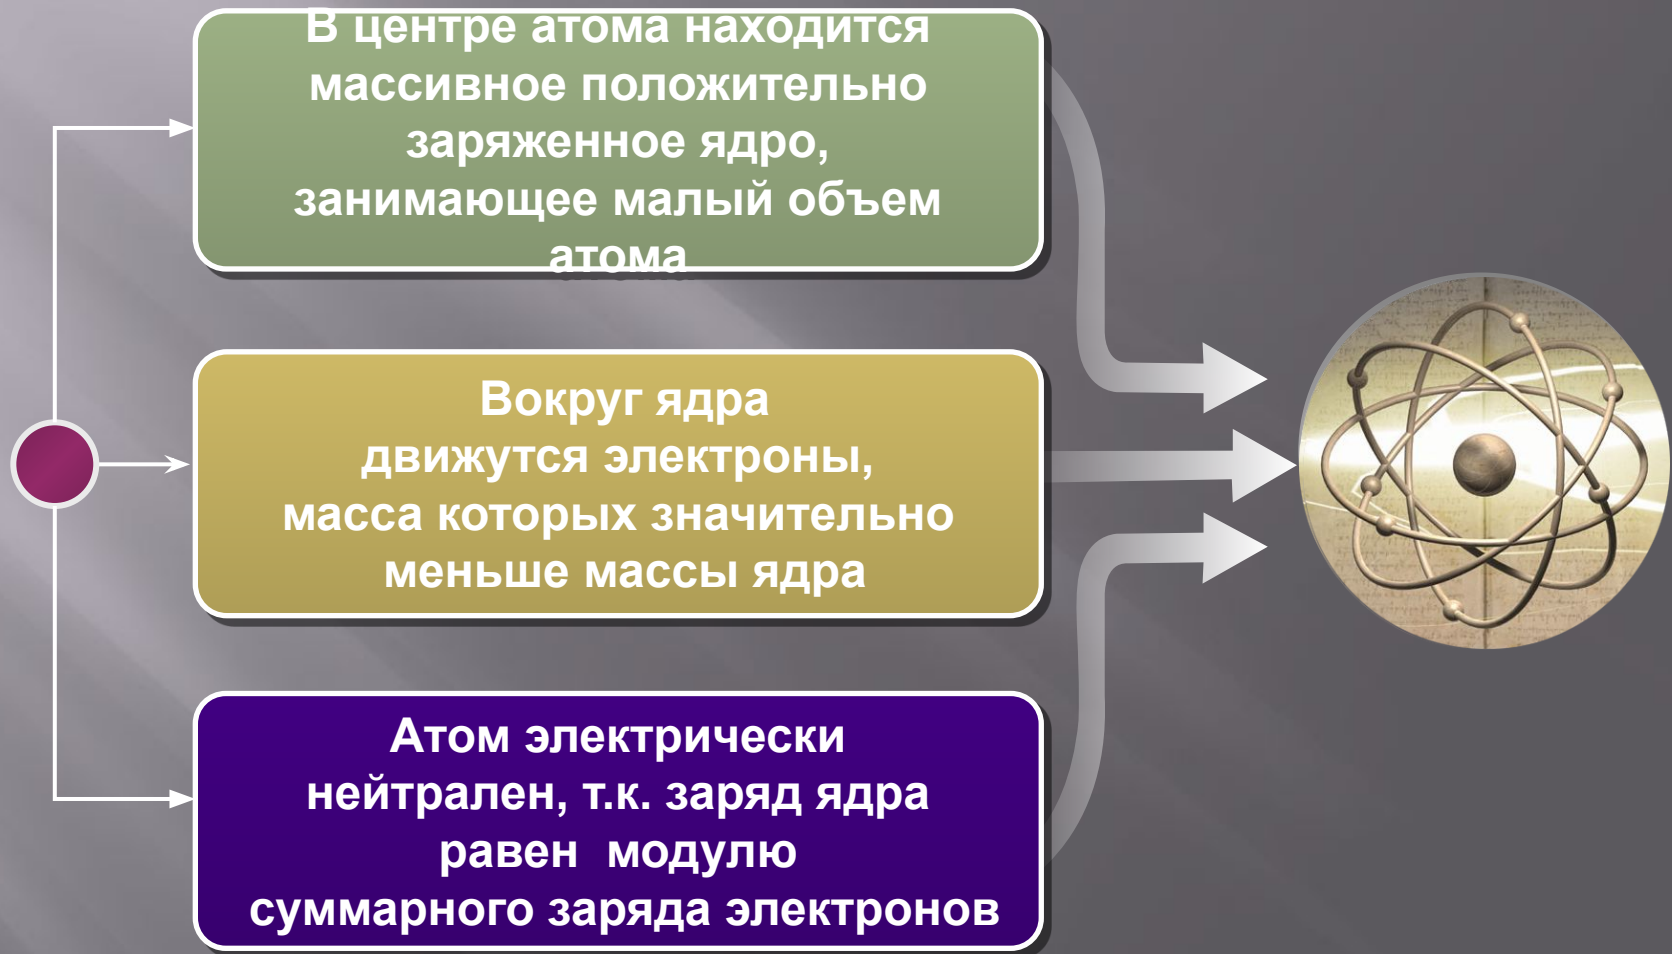 В центре атома находится
массивное положительно
заряженное ядро,
занимающее малый объем
атома
Вокруг ядра
движутся электроны,
масса которых значительно
меньше массы ядра
Атом электрически
нейтрален, т.к. заряд ядра
равен модулю
суммарного заряда электронов